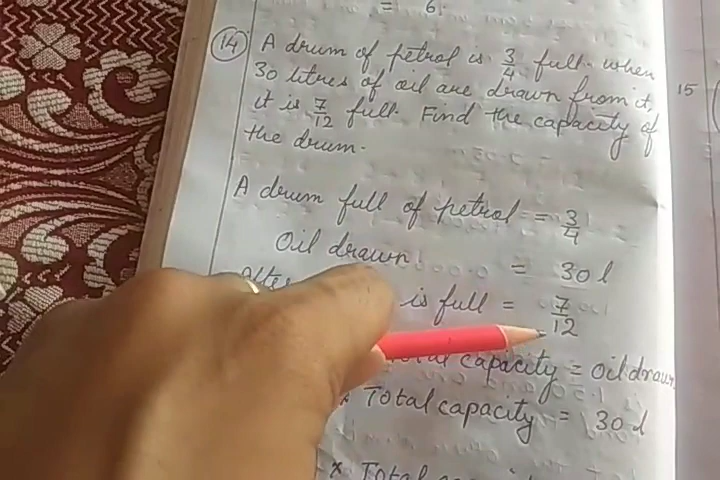 = 6.
14 A drum of petrol is 3/4 full. when
30 litres of oil are drawn from it,
it is 7/12 full. Find the capacity of
the drum.
A drum full of petrol = 3/4
Oil drawn = 30 l
is full = 7/12
Total capacity = oil drawn
x Total capacity = 30 l
x Total
15